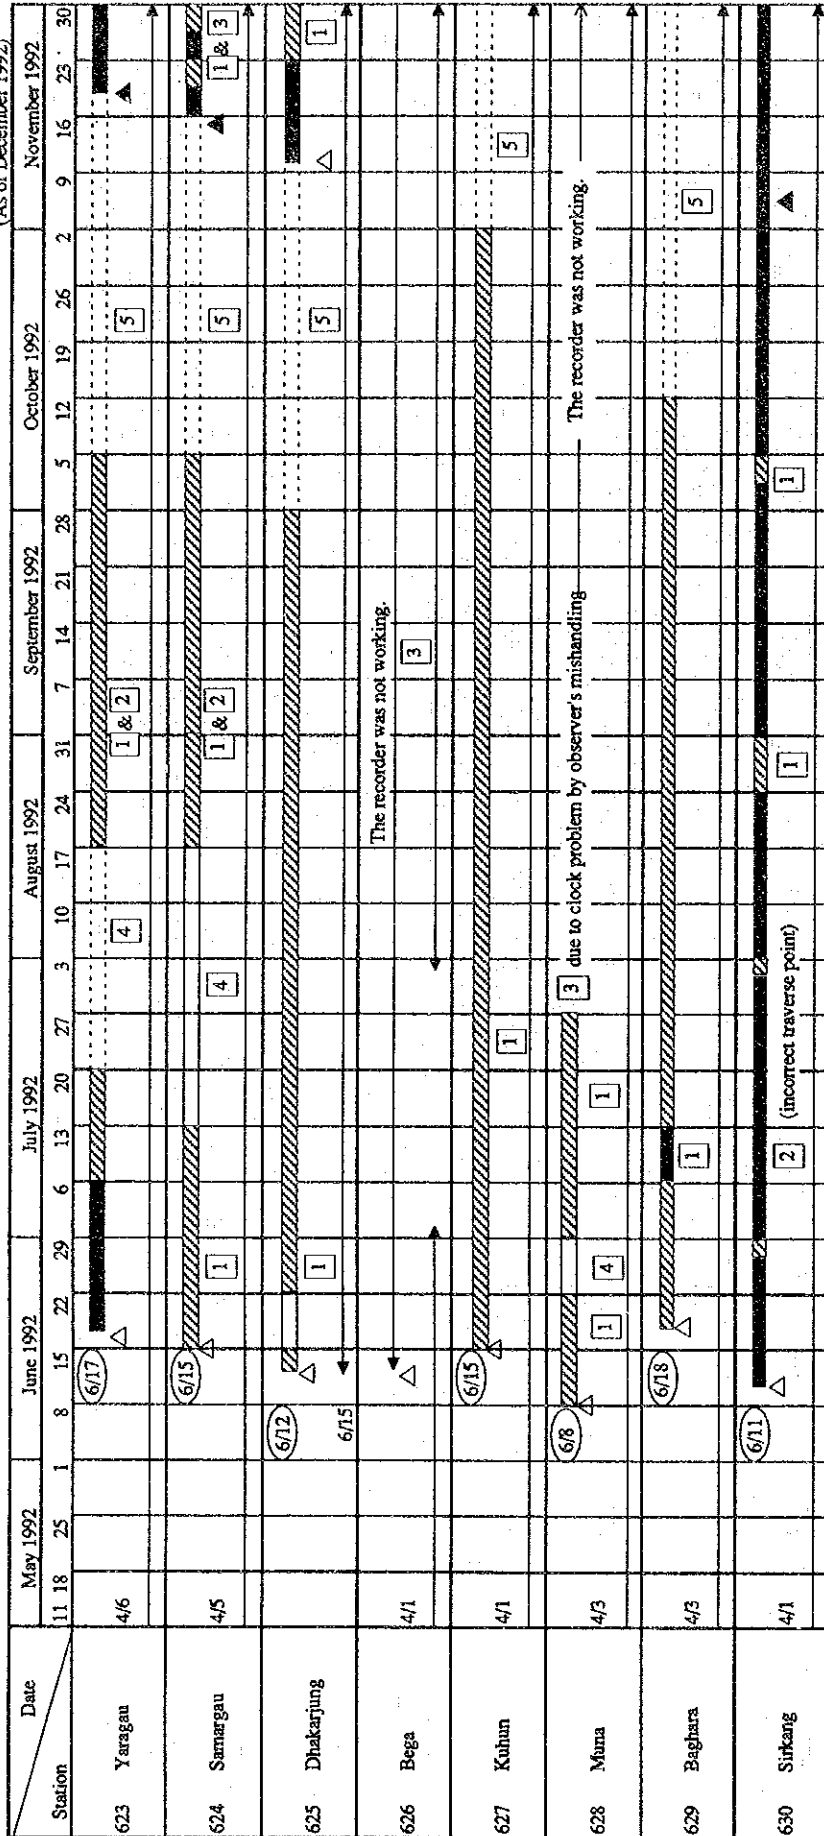 (As of December 1992)
Date
Station
May 1992 June 1992 July 1992 August 1992 September 1992 October 1992 November 1992
11 18 25 1 8 15 22 29 6 13 20 27 3 10 17 24 31 7 14 21 28 5 12 19 26 2 9 16 23 30
623 Yaragau 4/6 6/17 4 1 & 2 5
624 Samargau 4/5 6/15 1 4 1 & 2 5 1 & 3
625 Dhakarjung 6/12 6/15 1 5 1
626 Bega 4/1 The recorder was not working. 3
627 Kuhun 4/1 6/15 1 5
628 Muna 4/3 6/8 1 4 1 3 due to clock problem by observer's mishandling The recorder was not working.
629 Baghara 4/3 6/18 1 5
630 Sirkang 4/1 6/11 2 (incorrect traverse point) 1 1